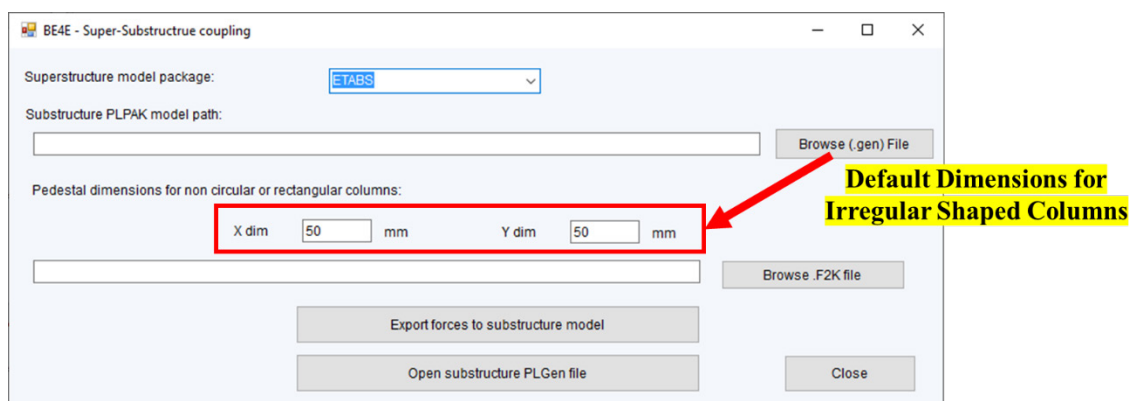 BE4E - Super-Substructrue coupling
Superstructure model package:
ETABS
Substructure PLPAK model path:
Browse (.gen) File
Pedestal dimensions for non circular or rectangular columns:
Default Dimensions for
Irregular Shaped Columns
X dim 50 mm Y dim 50 mm
Browse .F2K file
Export forces to substructure model
Open substructure PLGen file
Close